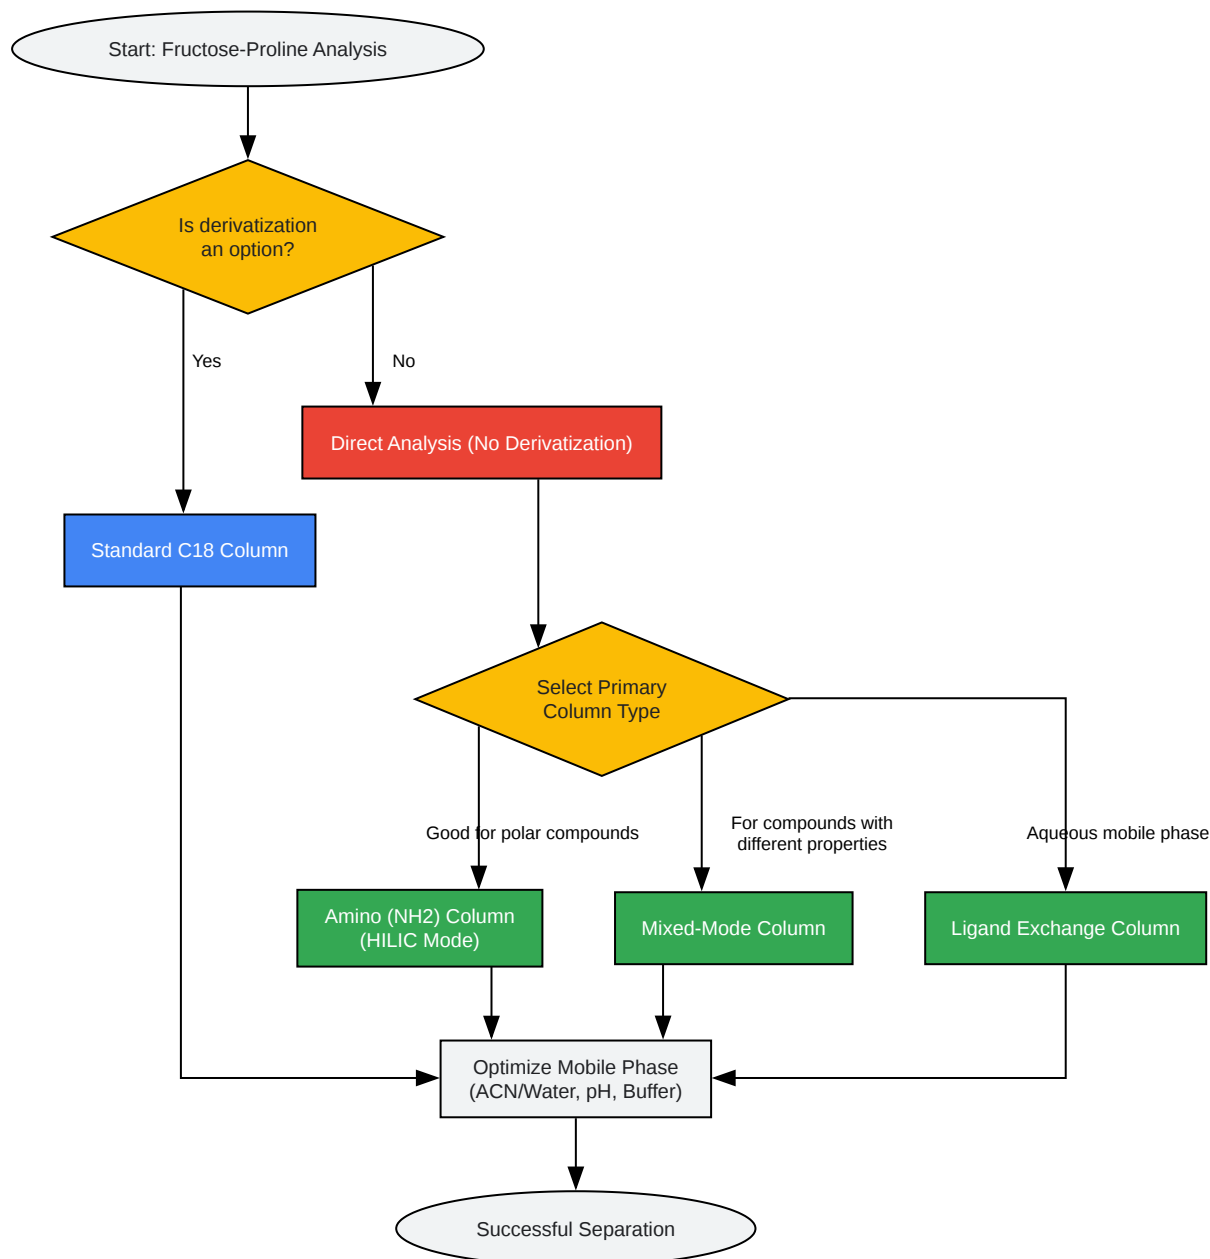 Start: Fructose-Proline Analysis
Is derivatization
an option?
Yes
No
Direct Analysis (No Derivatization)
Standard C18 Column
Select Primary
Column Type
Good for polar compounds
For compounds with
different properties
Aqueous mobile phase
Amino (NH2) Column
(HILIC Mode)
Mixed-Mode Column
Ligand Exchange Column
Optimize Mobile Phase
(ACN/Water, pH, Buffer)
Successful Separation